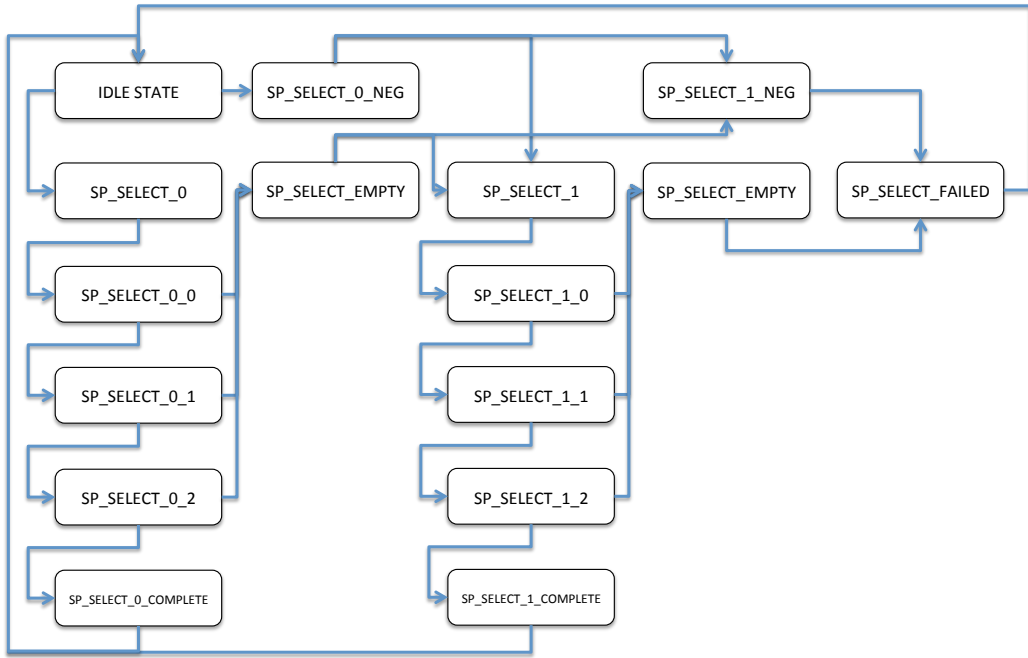 IDLE STATE
SP_SELECT_0_NEG
SP_SELECT_1_NEG
SP_SELECT_0
SP_SELECT_EMPTY
SP_SELECT_1
SP_SELECT_EMPTY
SP_SELECT_FAILED
SP_SELECT_0_0
SP_SELECT_1_0
SP_SELECT_0_1
SP_SELECT_1_1
SP_SELECT_0_2
SP_SELECT_1_2
SP_SELECT_0_COMPLETE
SP_SELECT_1_COMPLETE